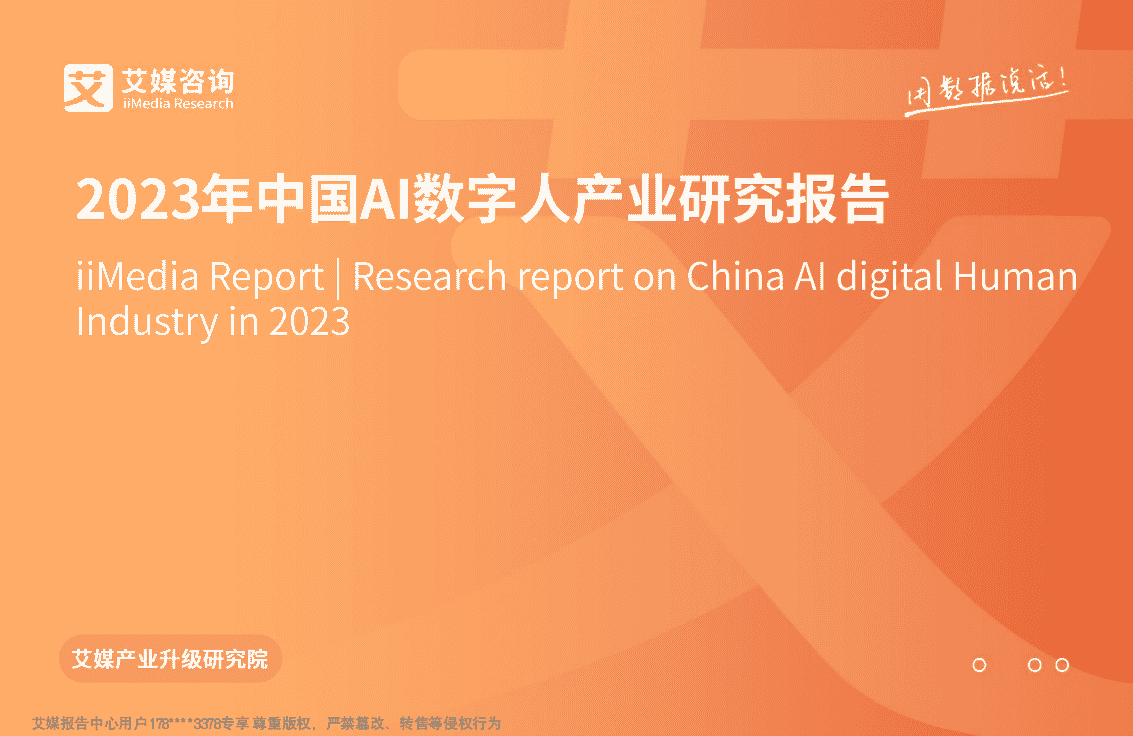 艾媒咨询
iiMedia Research
用数据说话！
2023年中国AI数字人产业研究报告
iiMedia Report | Research report on China AI digital Human
Industry in 2023
艾媒产业升级研究院
艾媒报告中心用户178****3378专享 尊重版权，严禁篡改、转售等侵权行为